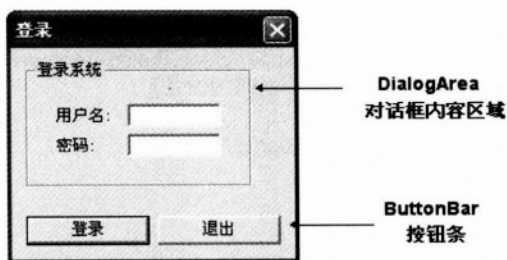 登录
登录系统
用户名:
密码:
登录
退出
DialogArea
对话框内容区域
ButtonBar
按钮条